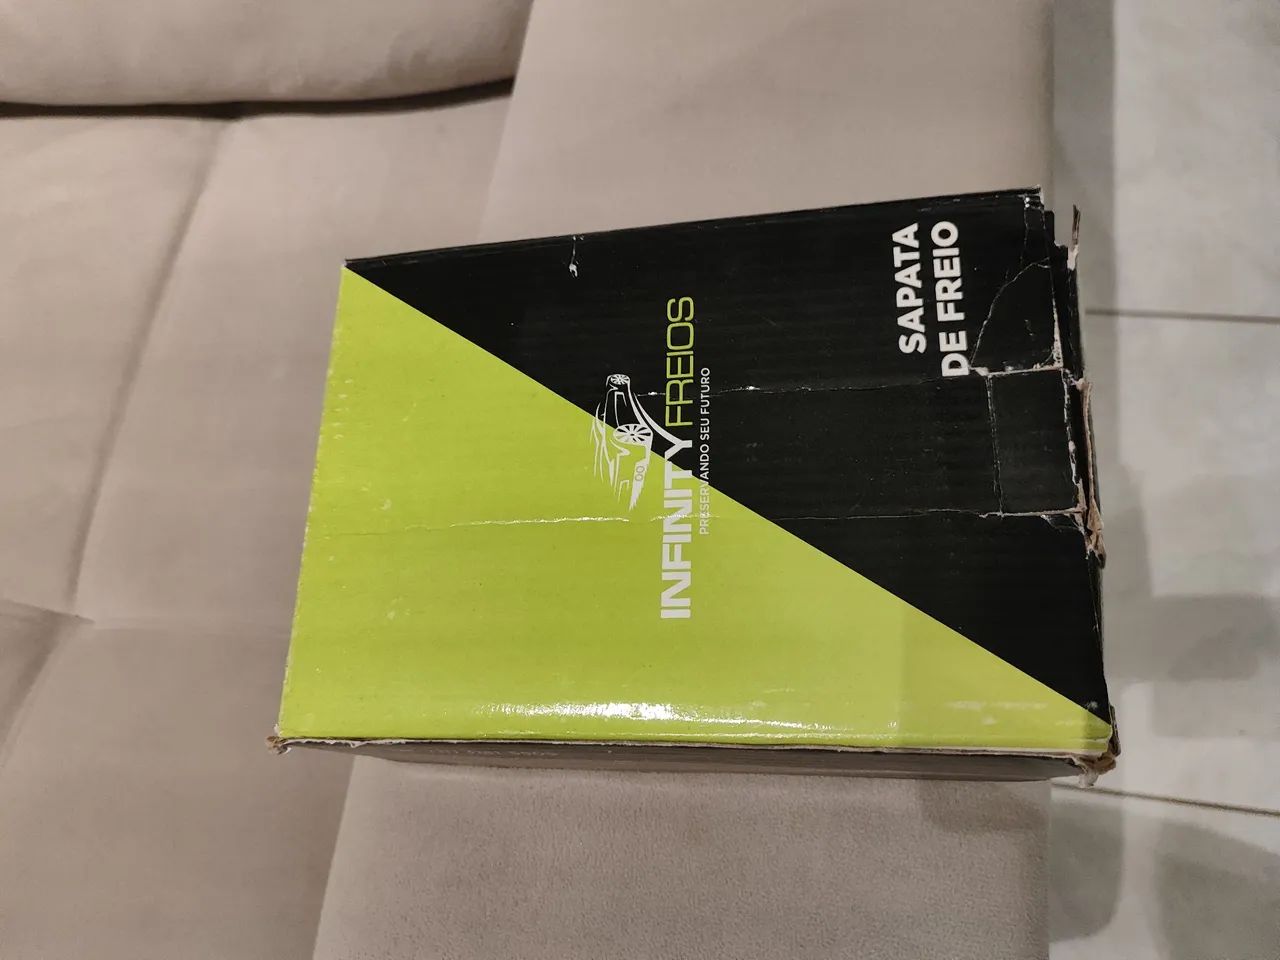 INFINITY FREIOS
PRESERVANDO SEU FUTURO
SAPATA
DE FREIO